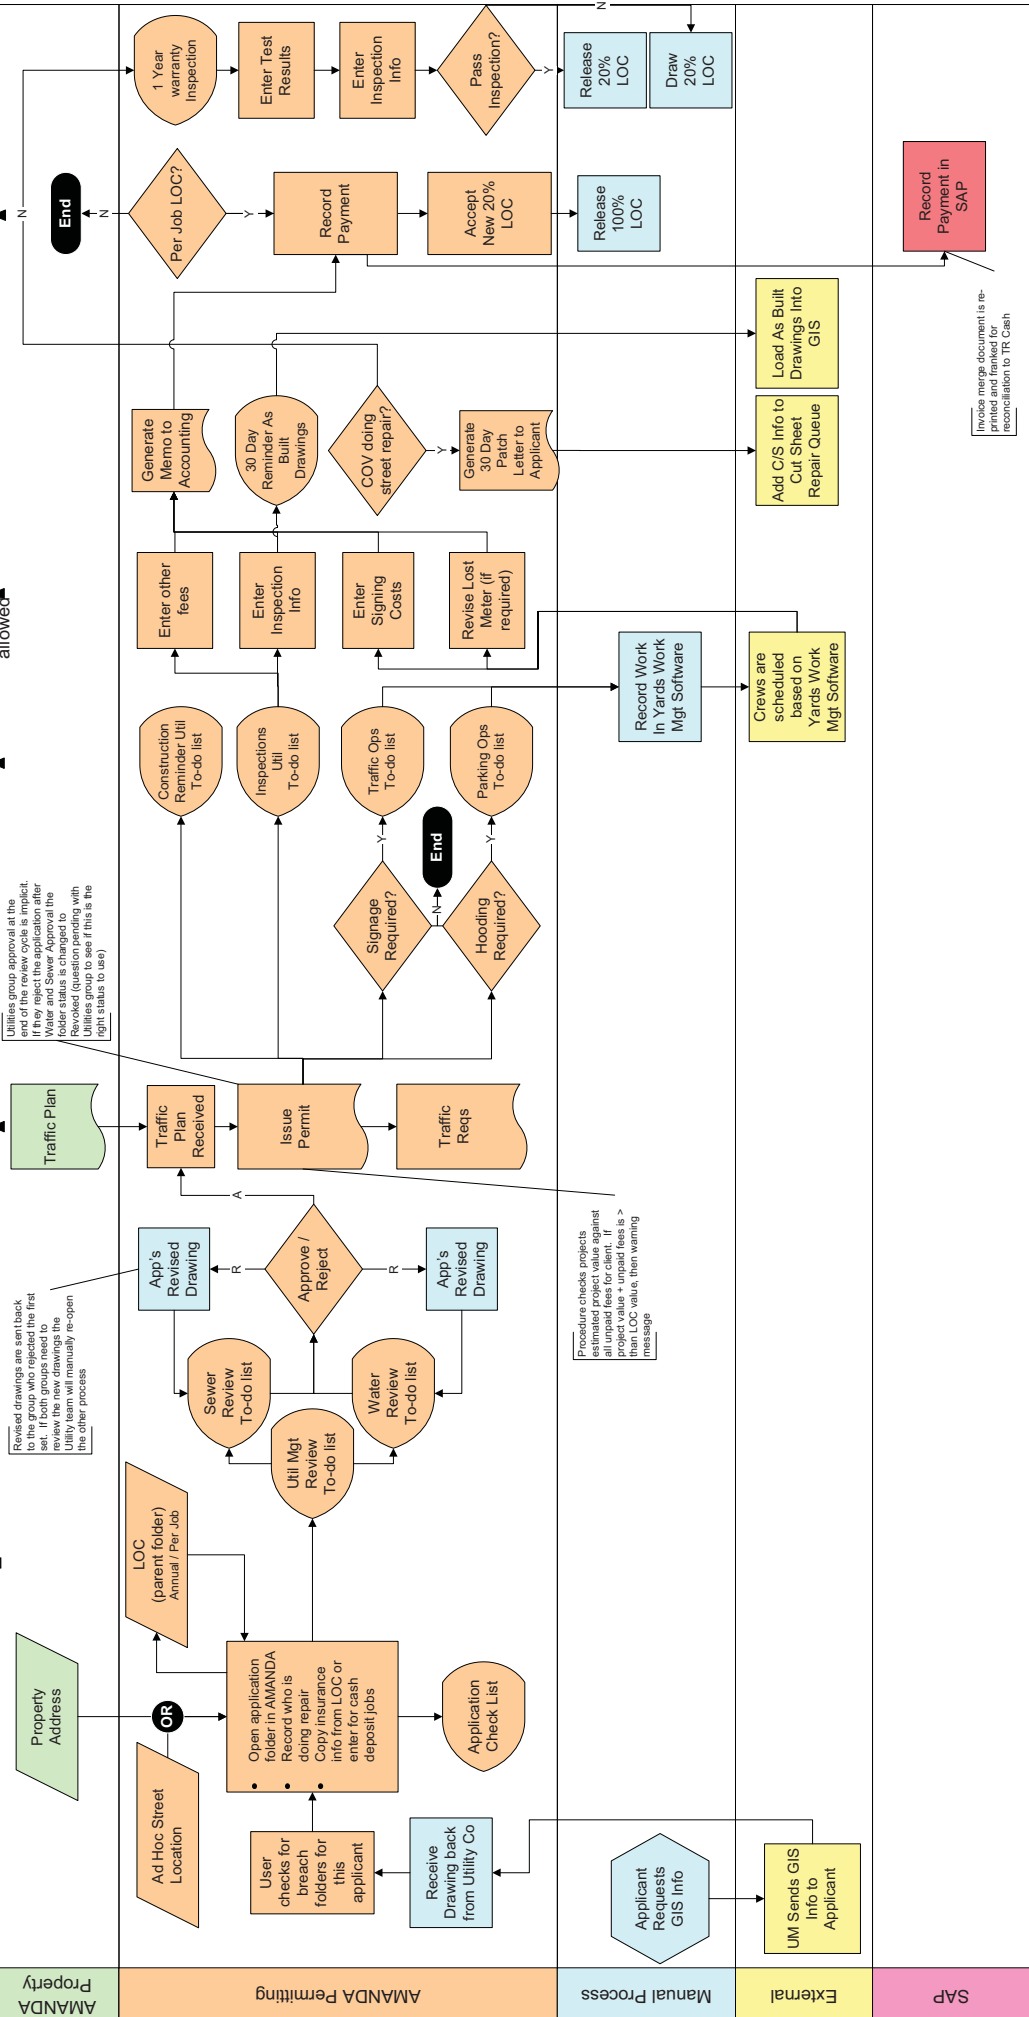 AMANDA
Property
AMANDA Permitting
Manual Process
External
SAP
Property
Address
Ad Hoc Street
Location
OR
LOC
(parent folder)
Annual / Per Job
• Open application
folder in AMANDA
• Record who is
doing repair
• Copy insurance
info from LOC or
enter for cash
deposit jobs
Application
Check List
User
checks for
breach
folders for
this
applicant
Receive
Drawing back
from Utility Co
Applicant
Requests
GIS Info
UM Sends GIS
Info to
Applicant
Util Mgt
Review
To-do list
Sewer
Review
To-do list
Water
Review
To-do list
Revised drawings are sent back
to the group who rejected the first
set. If both groups need to
review the new drawings the
Utility team will manually re-open
the other process
App's
Revised
Drawing
R
Approve /
Reject
R
App's
Revised
Drawing
A
Traffic Plan
Traffic
Plan
Received
Issue
Permit
Traffic
Reqs
Procedure checks projects
estimated project value against
all unpaid fees for client. If
project value + unpaid fees is >
than LOC value, then warning
message
Utilities group approval at the
end of the review cycle is implicit.
If they reject the application after
Water and Sewer Approval the
folder status is changed to
Revoked (question pending with
Utilities group to see if this is the
right status to use)
Signage
Required?
Hooding
Required?
N
End
Y
Y
Construction
Reminder Util
To-do list
Inspections
Util
To-do list
Traffic Ops
To-do list
Parking Ops
To-do list
Record Work
In Yards Work
Mgt Software
Crews are
scheduled
based on
Yards Work
Mgt Software
allowed
Enter other
fees
Enter
Inspection
Info
Enter
Signing
Costs
Revise Lost
Meter (if
required)
Generate
Memo to
Accounting
30 Day
Reminder As
Built
Drawings
COV doing
street repair?
Y
Generate
30 Day
Patch
Letter to
Applicant
Add C/S Info to
Cut Sheet
Repair Queue
Load As Built
Drawings Into
GIS
N
End
N
Per Job LOC?
Y
Record
Payment
Accept
New 20%
LOC
Release
100%
LOC
Record
Payment in
SAP
Invoice merge document is re-
printed and franked for
reconciliation to TR Cash
1 Year
warranty
Inspection
Enter Test
Results
Enter
Inspection
Info
Pass
Inspection?
Y
N
Release
20%
LOC
Draw
20%
LOC